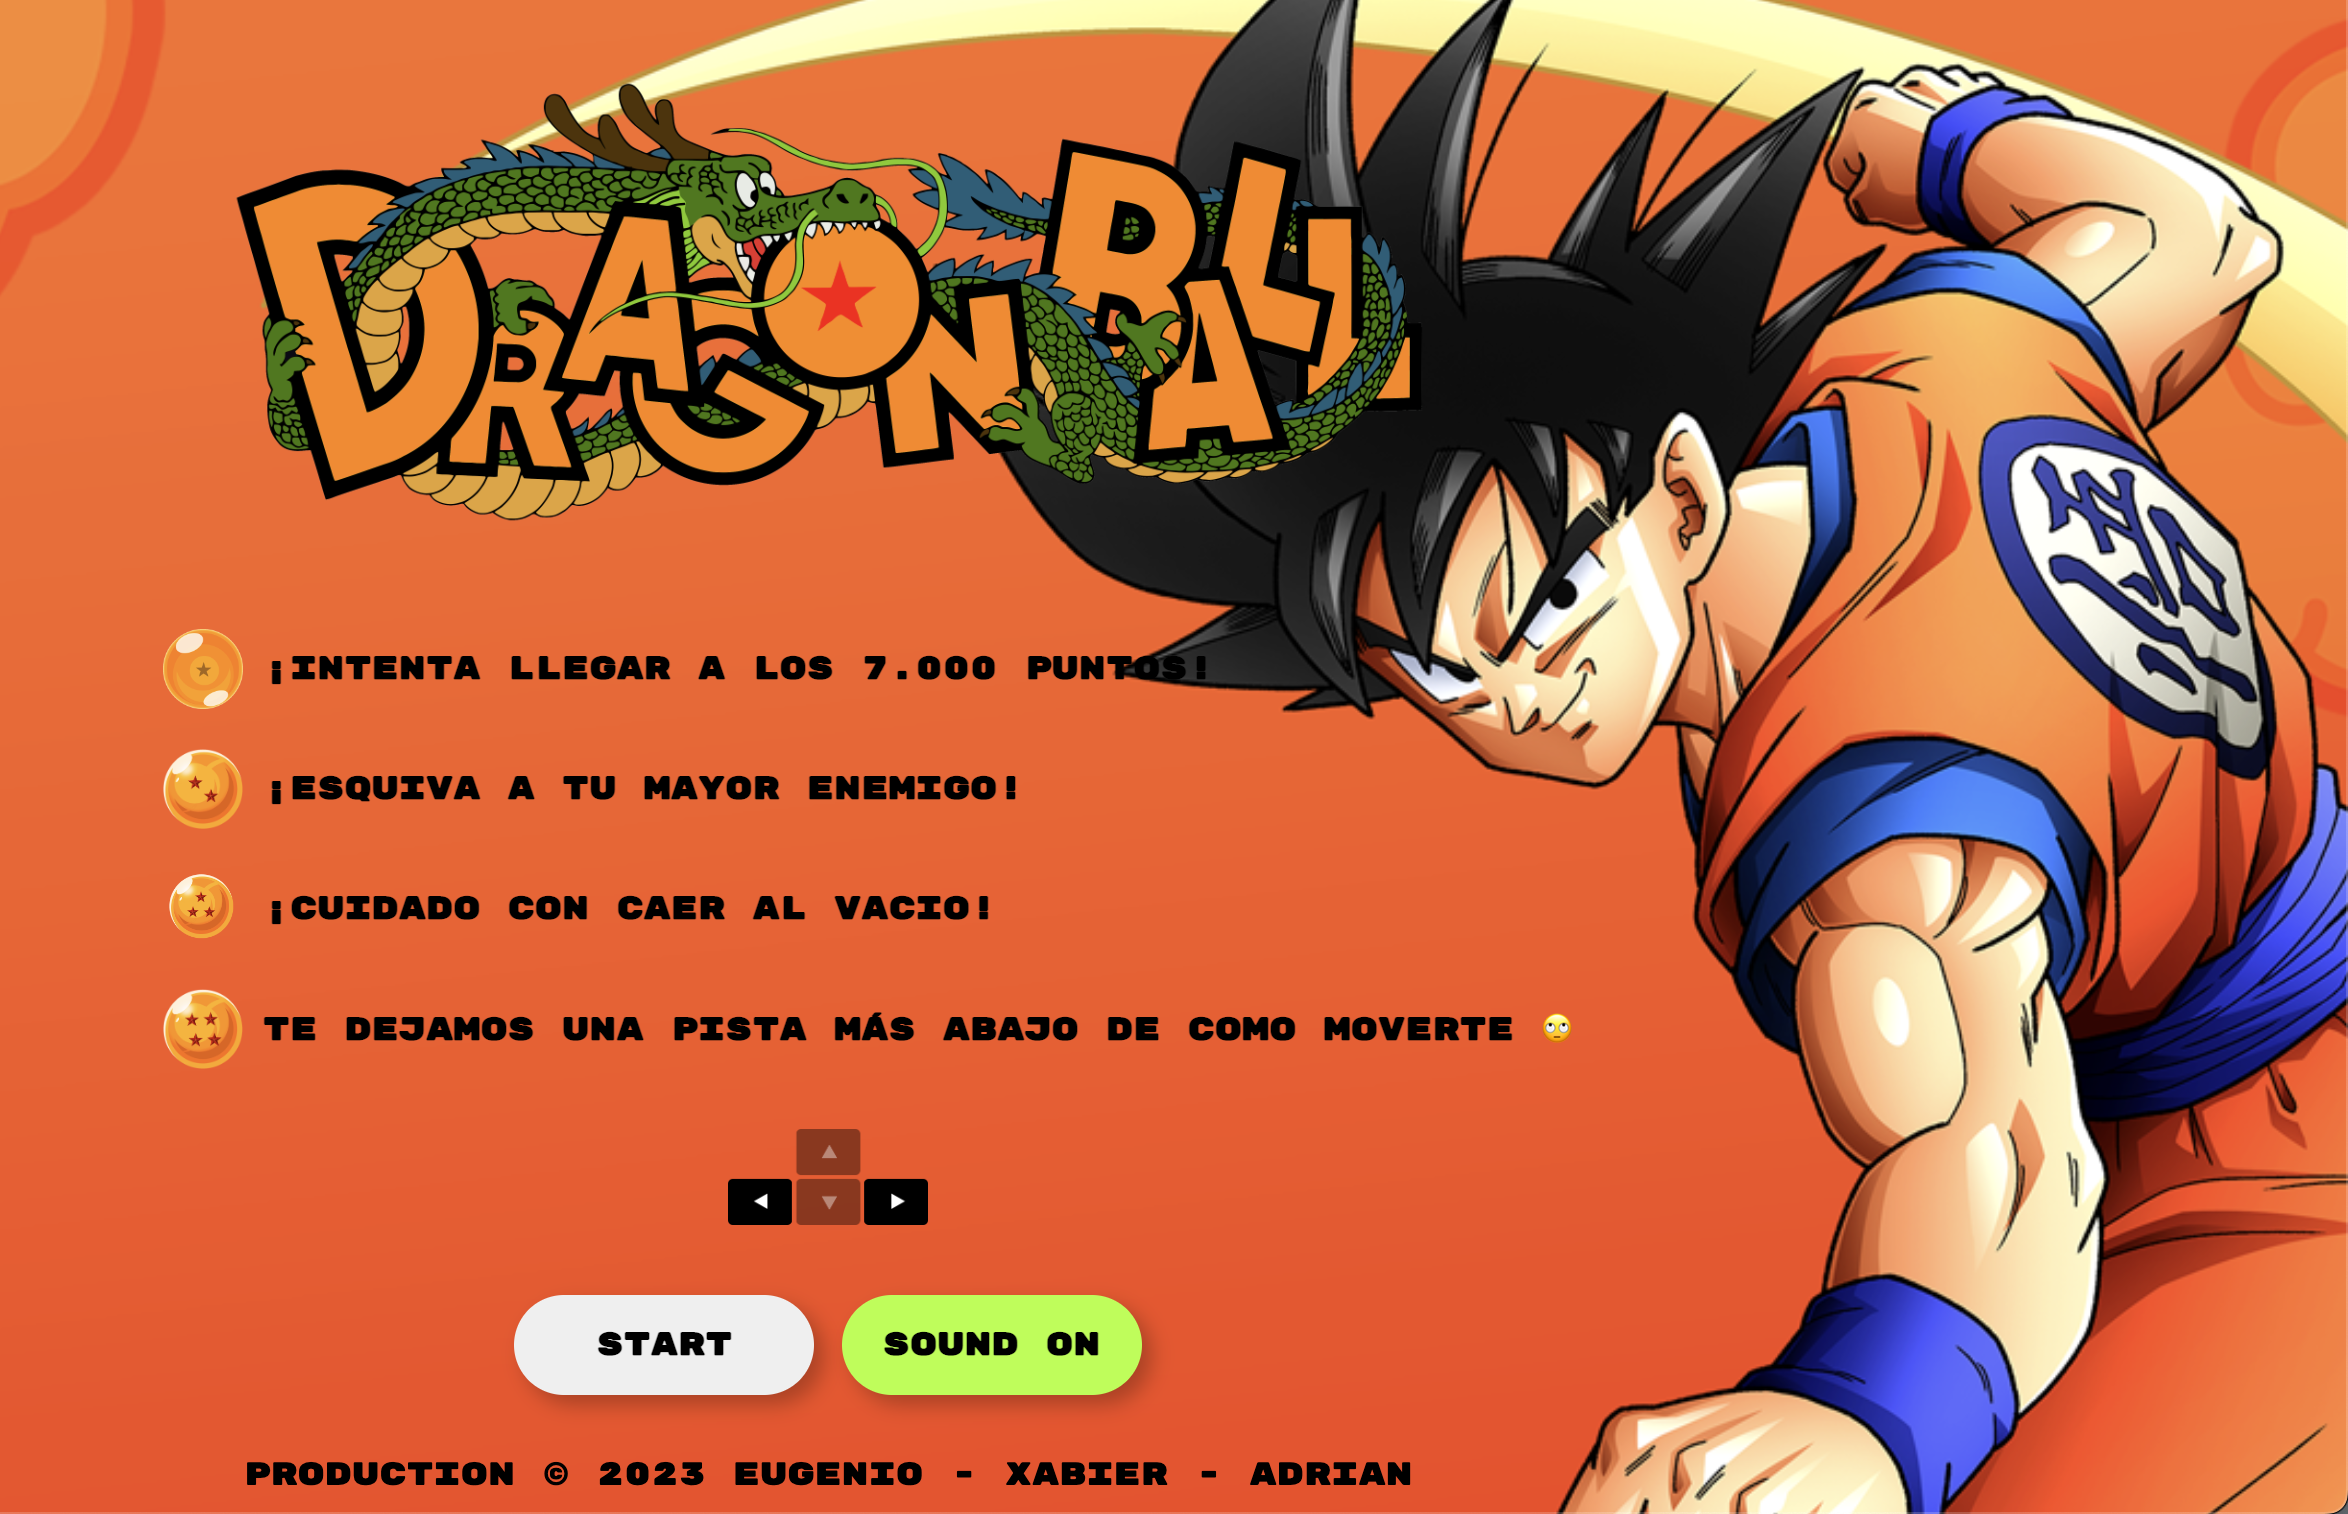 DRAGON BALL
¡INTENTA LLEGAR A LOS 7.000 PUNTOS!
¡ESQUIVA A TU MAYOR ENEMIGO!
¡CUIDADO CON CAER AL VACIO!
TE DEJAMOS UNA PISTA MÁS ABAJO DE COMO MOVERTE 🙄
▲
◀ ▼ ▶
START
SOUND ON
PRODUCTION © 2023 EUGENIO - XABIER - ADRIAN